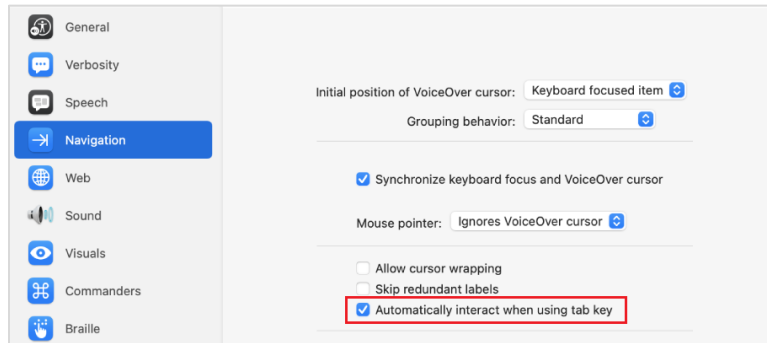 General
Verbosity
Speech
Navigation
Web
Sound
Visuals
Commanders
Braille
Initial position of VoiceOver cursor: Keyboard focused item
Grouping behavior: Standard
Synchronize keyboard focus and VoiceOver cursor
Mouse pointer: Ignores VoiceOver cursor
Allow cursor wrapping
Skip redundant labels
Automatically interact when using tab key